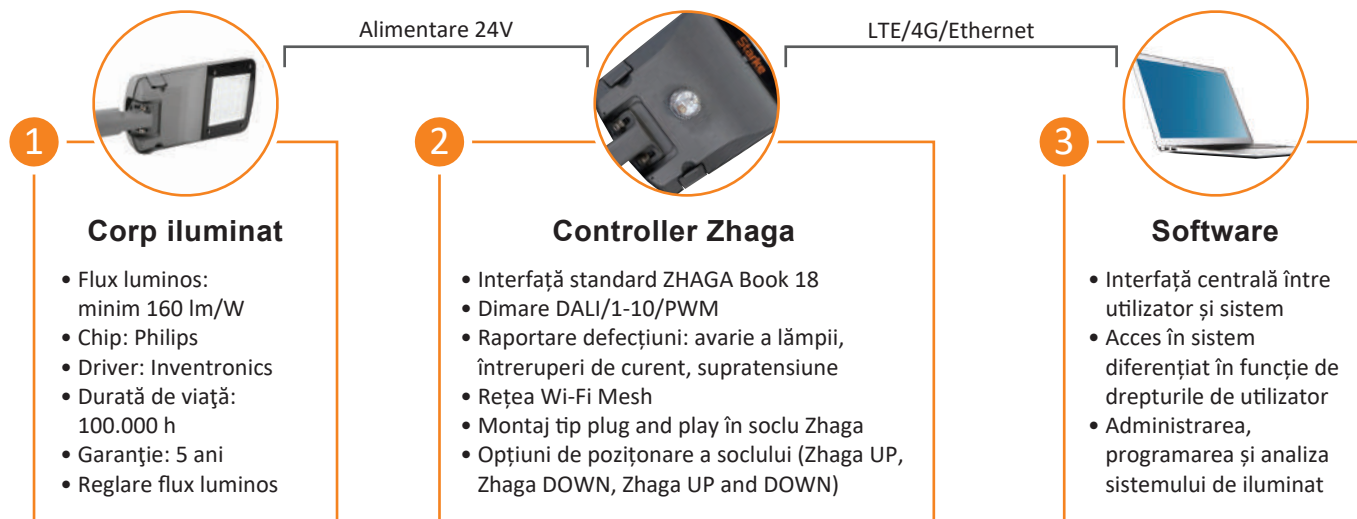 Alimentare 24V
LTE/4G/Ethernet
Starke
1
Corp iluminat
• Flux luminos:
minim 160 lm/W
• Chip: Philips
• Driver: Inventronics
• Durată de viaţă:
100.000 h
• Garanţie: 5 ani
• Reglare flux luminos
2
Controller Zhaga
• Interfață standard ZHAGA Book 18
• Dimare DALI/1-10/PWM
• Raportare defecțiuni: avarie a lămpii,
întreruperi de curent, supratensiune
• Rețea Wi-Fi Mesh
• Montaj tip plug and play în soclu Zhaga
• Opțiuni de pozițonare a soclului (Zhaga UP,
Zhaga DOWN, Zhaga UP and DOWN)
3
Software
• Interfață centrală între
utilizator și sistem
• Acces în sistem
diferențiat în funcție de
drepturile de utilizator
• Administrarea,
programarea și analiza
sistemului de iluminat